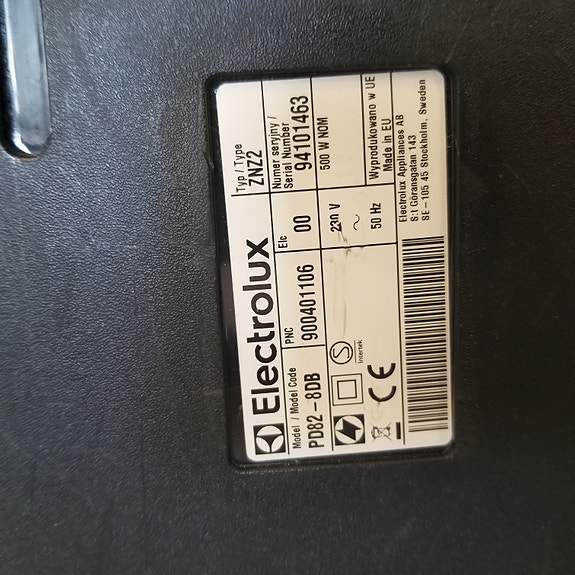 Electrolux
Typ / Type
ZNZ2
Model / Model Code
PD82-8DB
PNC
900401106
Elc
00
Numer seryjny /
Serial Number
94101463
230 V
50 Hz
500 W NOM
Wyprodukowano w UE
Made in EU
Intertek
S
CE
Electrolux Appliances AB
S:t Göransgatan 143
SE-105 45 Stockholm, Sweden